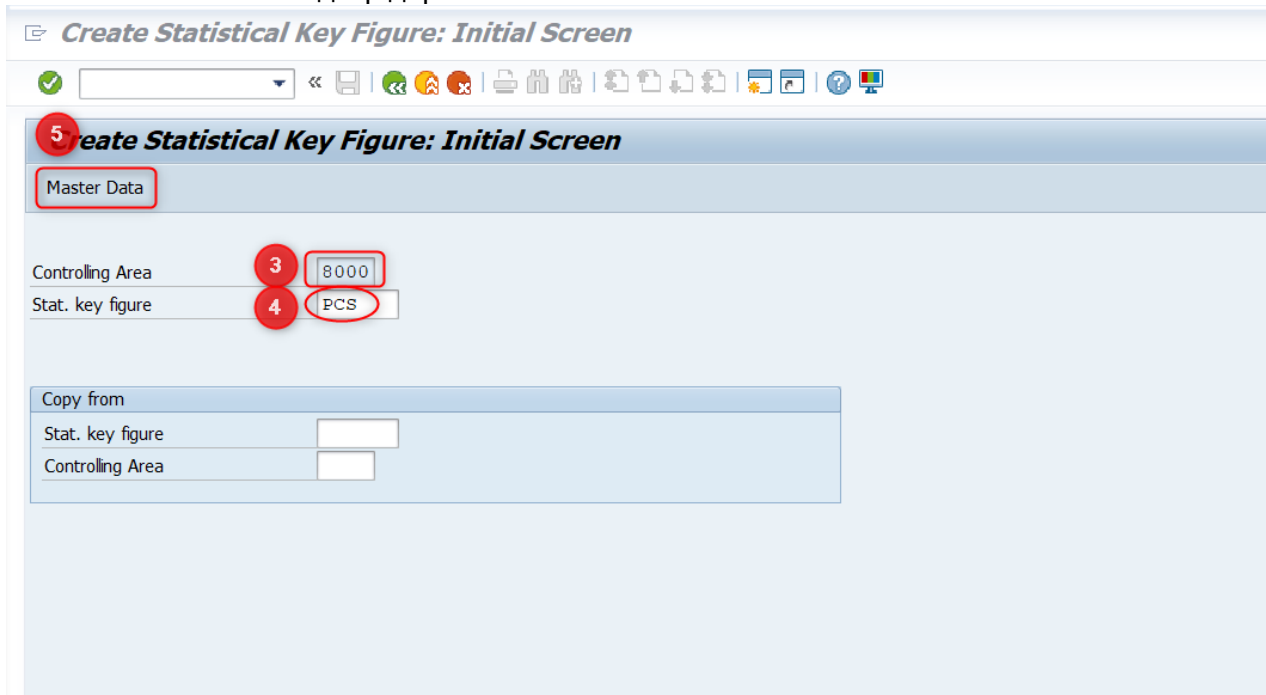 Create Statistical Key Figure: Initial Screen
5
Create Statistical Key Figure: Initial Screen
Master Data
Controlling Area 3 8000
Stat. key figure 4 PCS
Copy from
Stat. key figure
Controlling Area